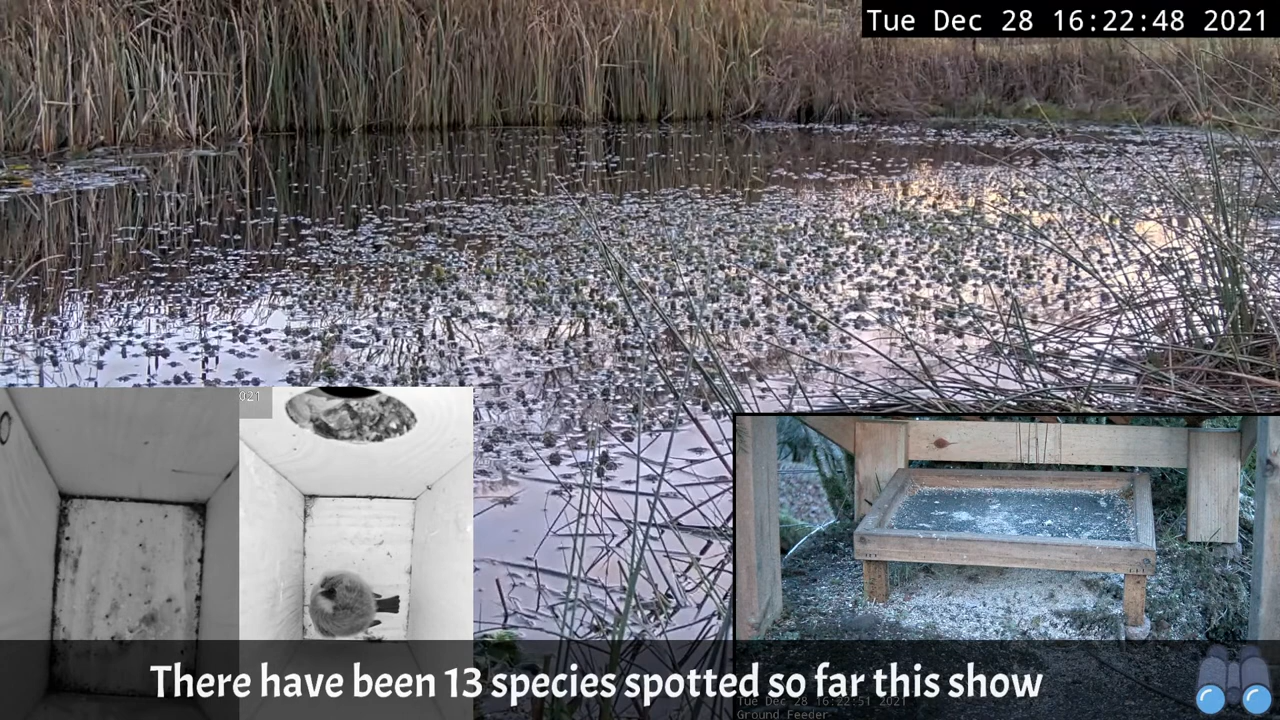 Tue Dec 28 16:22:48 2021
021
There have been 13 species spotted so far this show
Tue Dec 28 16:22:51 2021
Ground Feeder